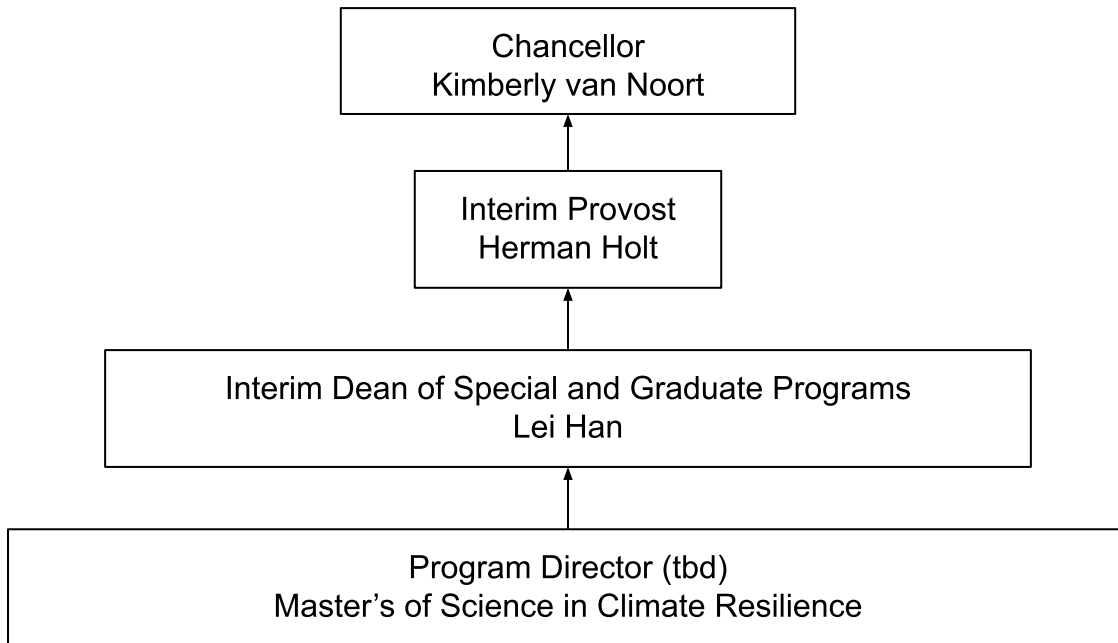 Chancellor
Kimberly van Noort
Interim Provost
Herman Holt
Interim Dean of Special and Graduate Programs
Lei Han
Program Director (tbd)
Master’s of Science in Climate Resilience